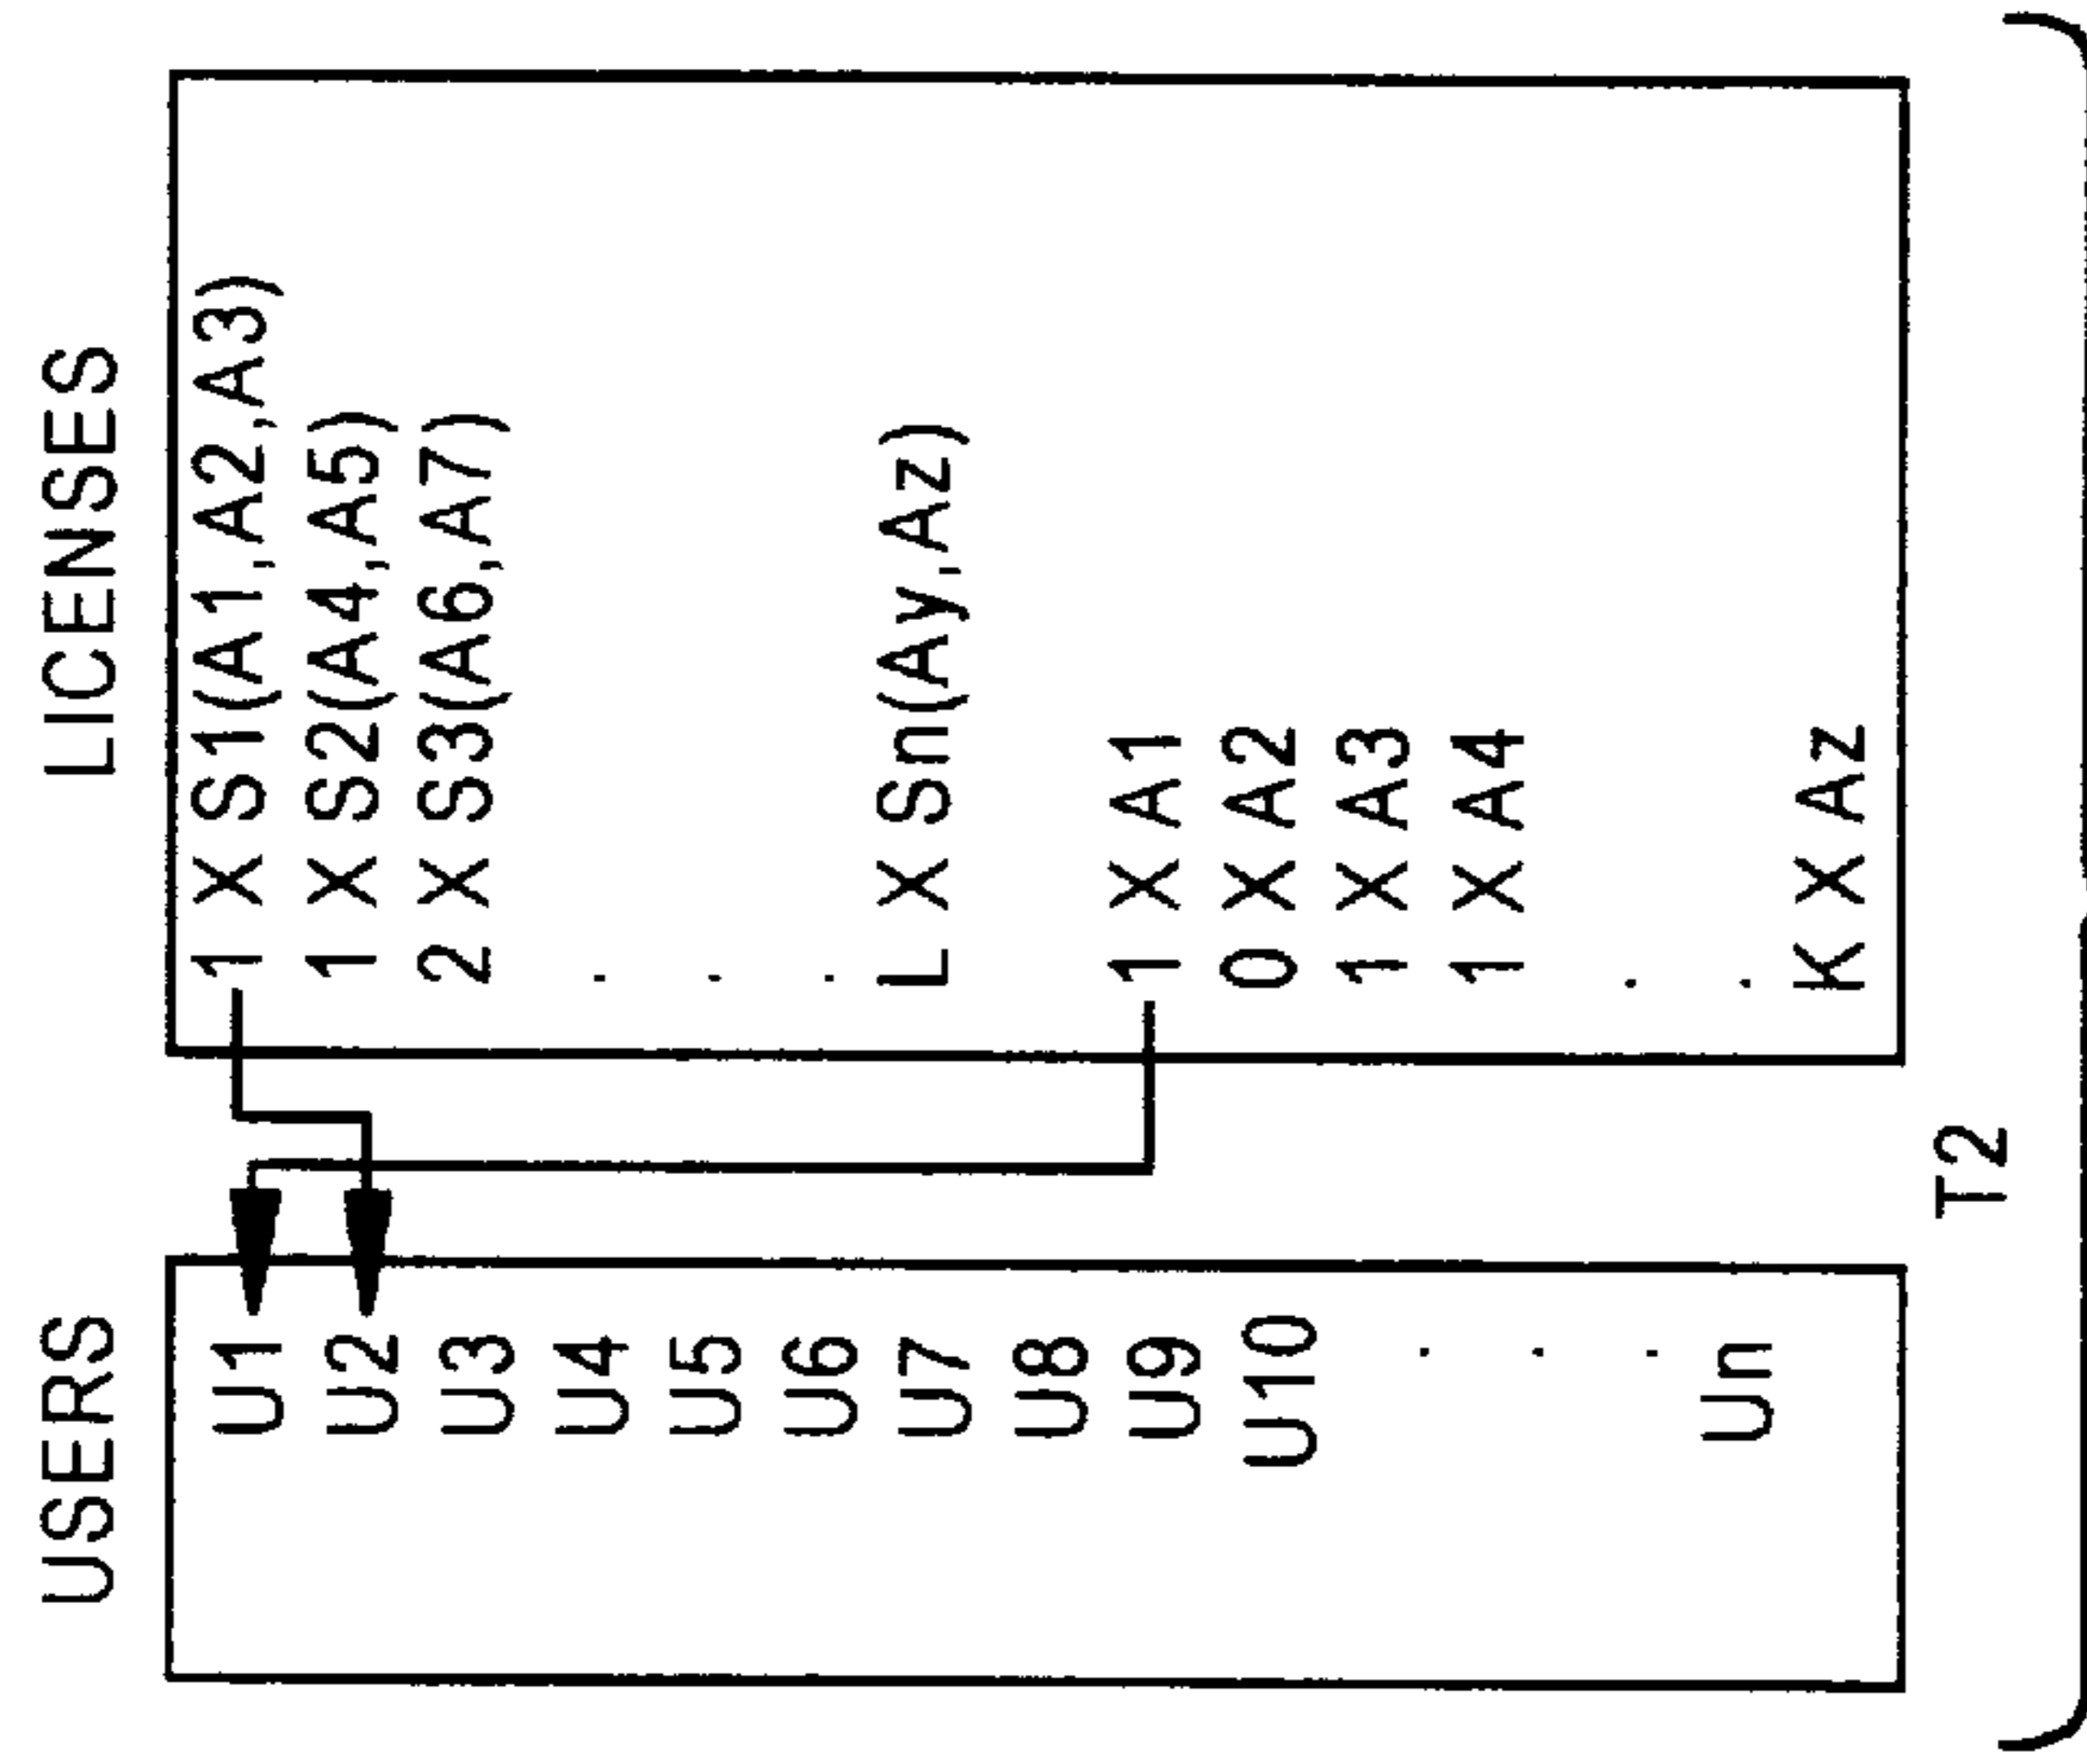 USERS
U1
U2
U3
U4
U5
U6
U7
U8
U9
U10
.
.
.
Un
LICENSES
1 X S1(A1,A2,A3)
1 X S2(A4,A5)
2 X S3(A6,A7)
.
.
.
L X Sn(Ay,Az)
1 X A1
0 X A2
1 X A3
1 X A4
.
.
K X Az
T2